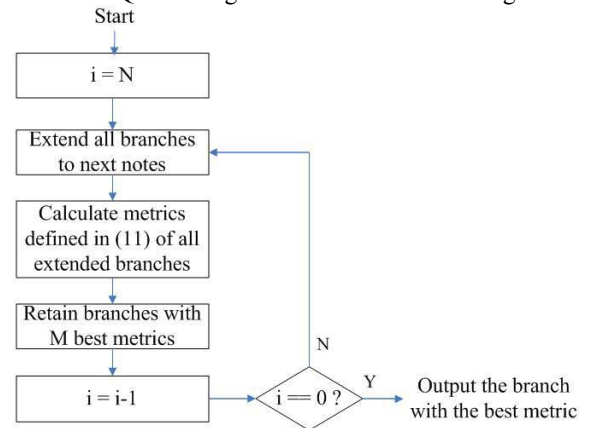 Start
i = N
Extend all branches
to next notes
Calculate metrics
defined in (11) of all
extended branches
Retain branches with
M best metrics
N
i = i-1
i == 0 ?
Y
Output the branch
with the best metric